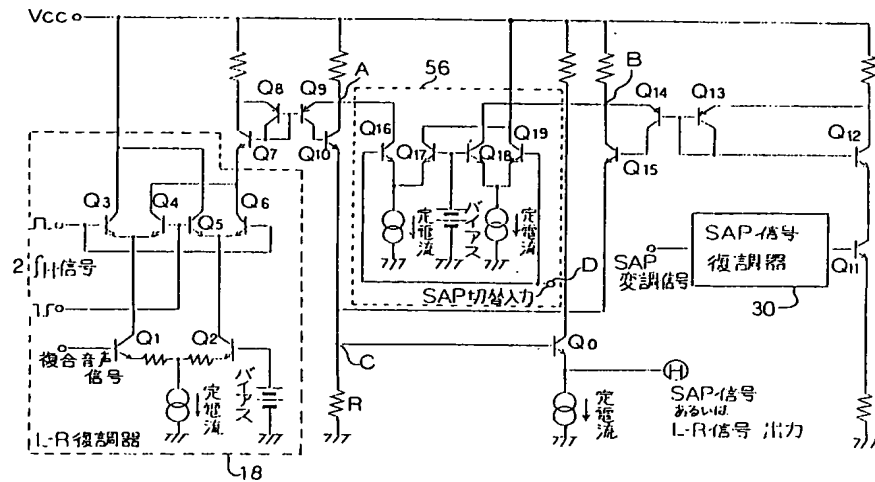 Vcc
56
A
B
Q8
Q9
Q14
Q13
Q16
Q19
Q7
Q10
Q17
Q18
Q15
Q12
Q3
Q4
Q5
Q6
定電流
バイアス
定電流
SAP信号
復調器
2fH信号
SAP
変調信号
Q11
SAP切替入力
D
30
Q1
Q2
Q0
複合音声
信号
C
H
定電流
バイアス
R
定電流
SAP信号
あるいは
L-R信号出力
L-R復調器
18